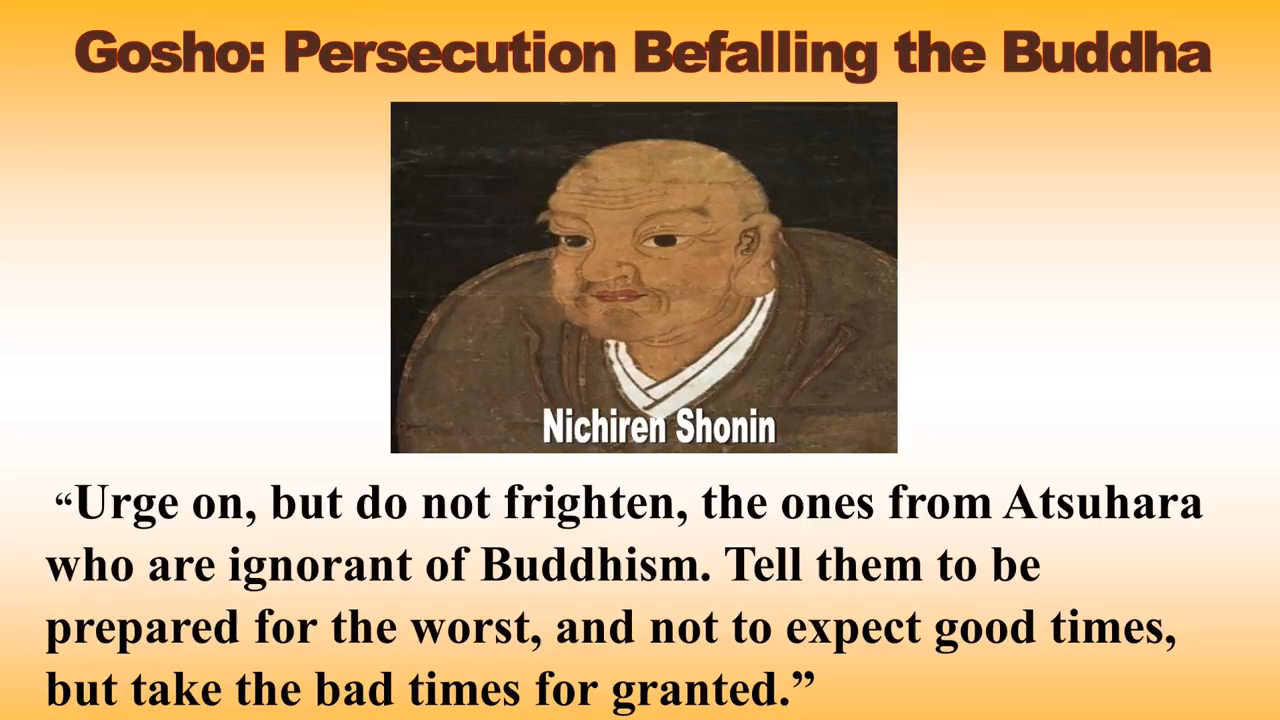 Gosho: Persecution Befalling the Buddha
Nichiren Shonin
“Urge on, but do not frighten, the ones from Atsuhara
who are ignorant of Buddhism. Tell them to be
prepared for the worst, and not to expect good times,
but take the bad times for granted.”